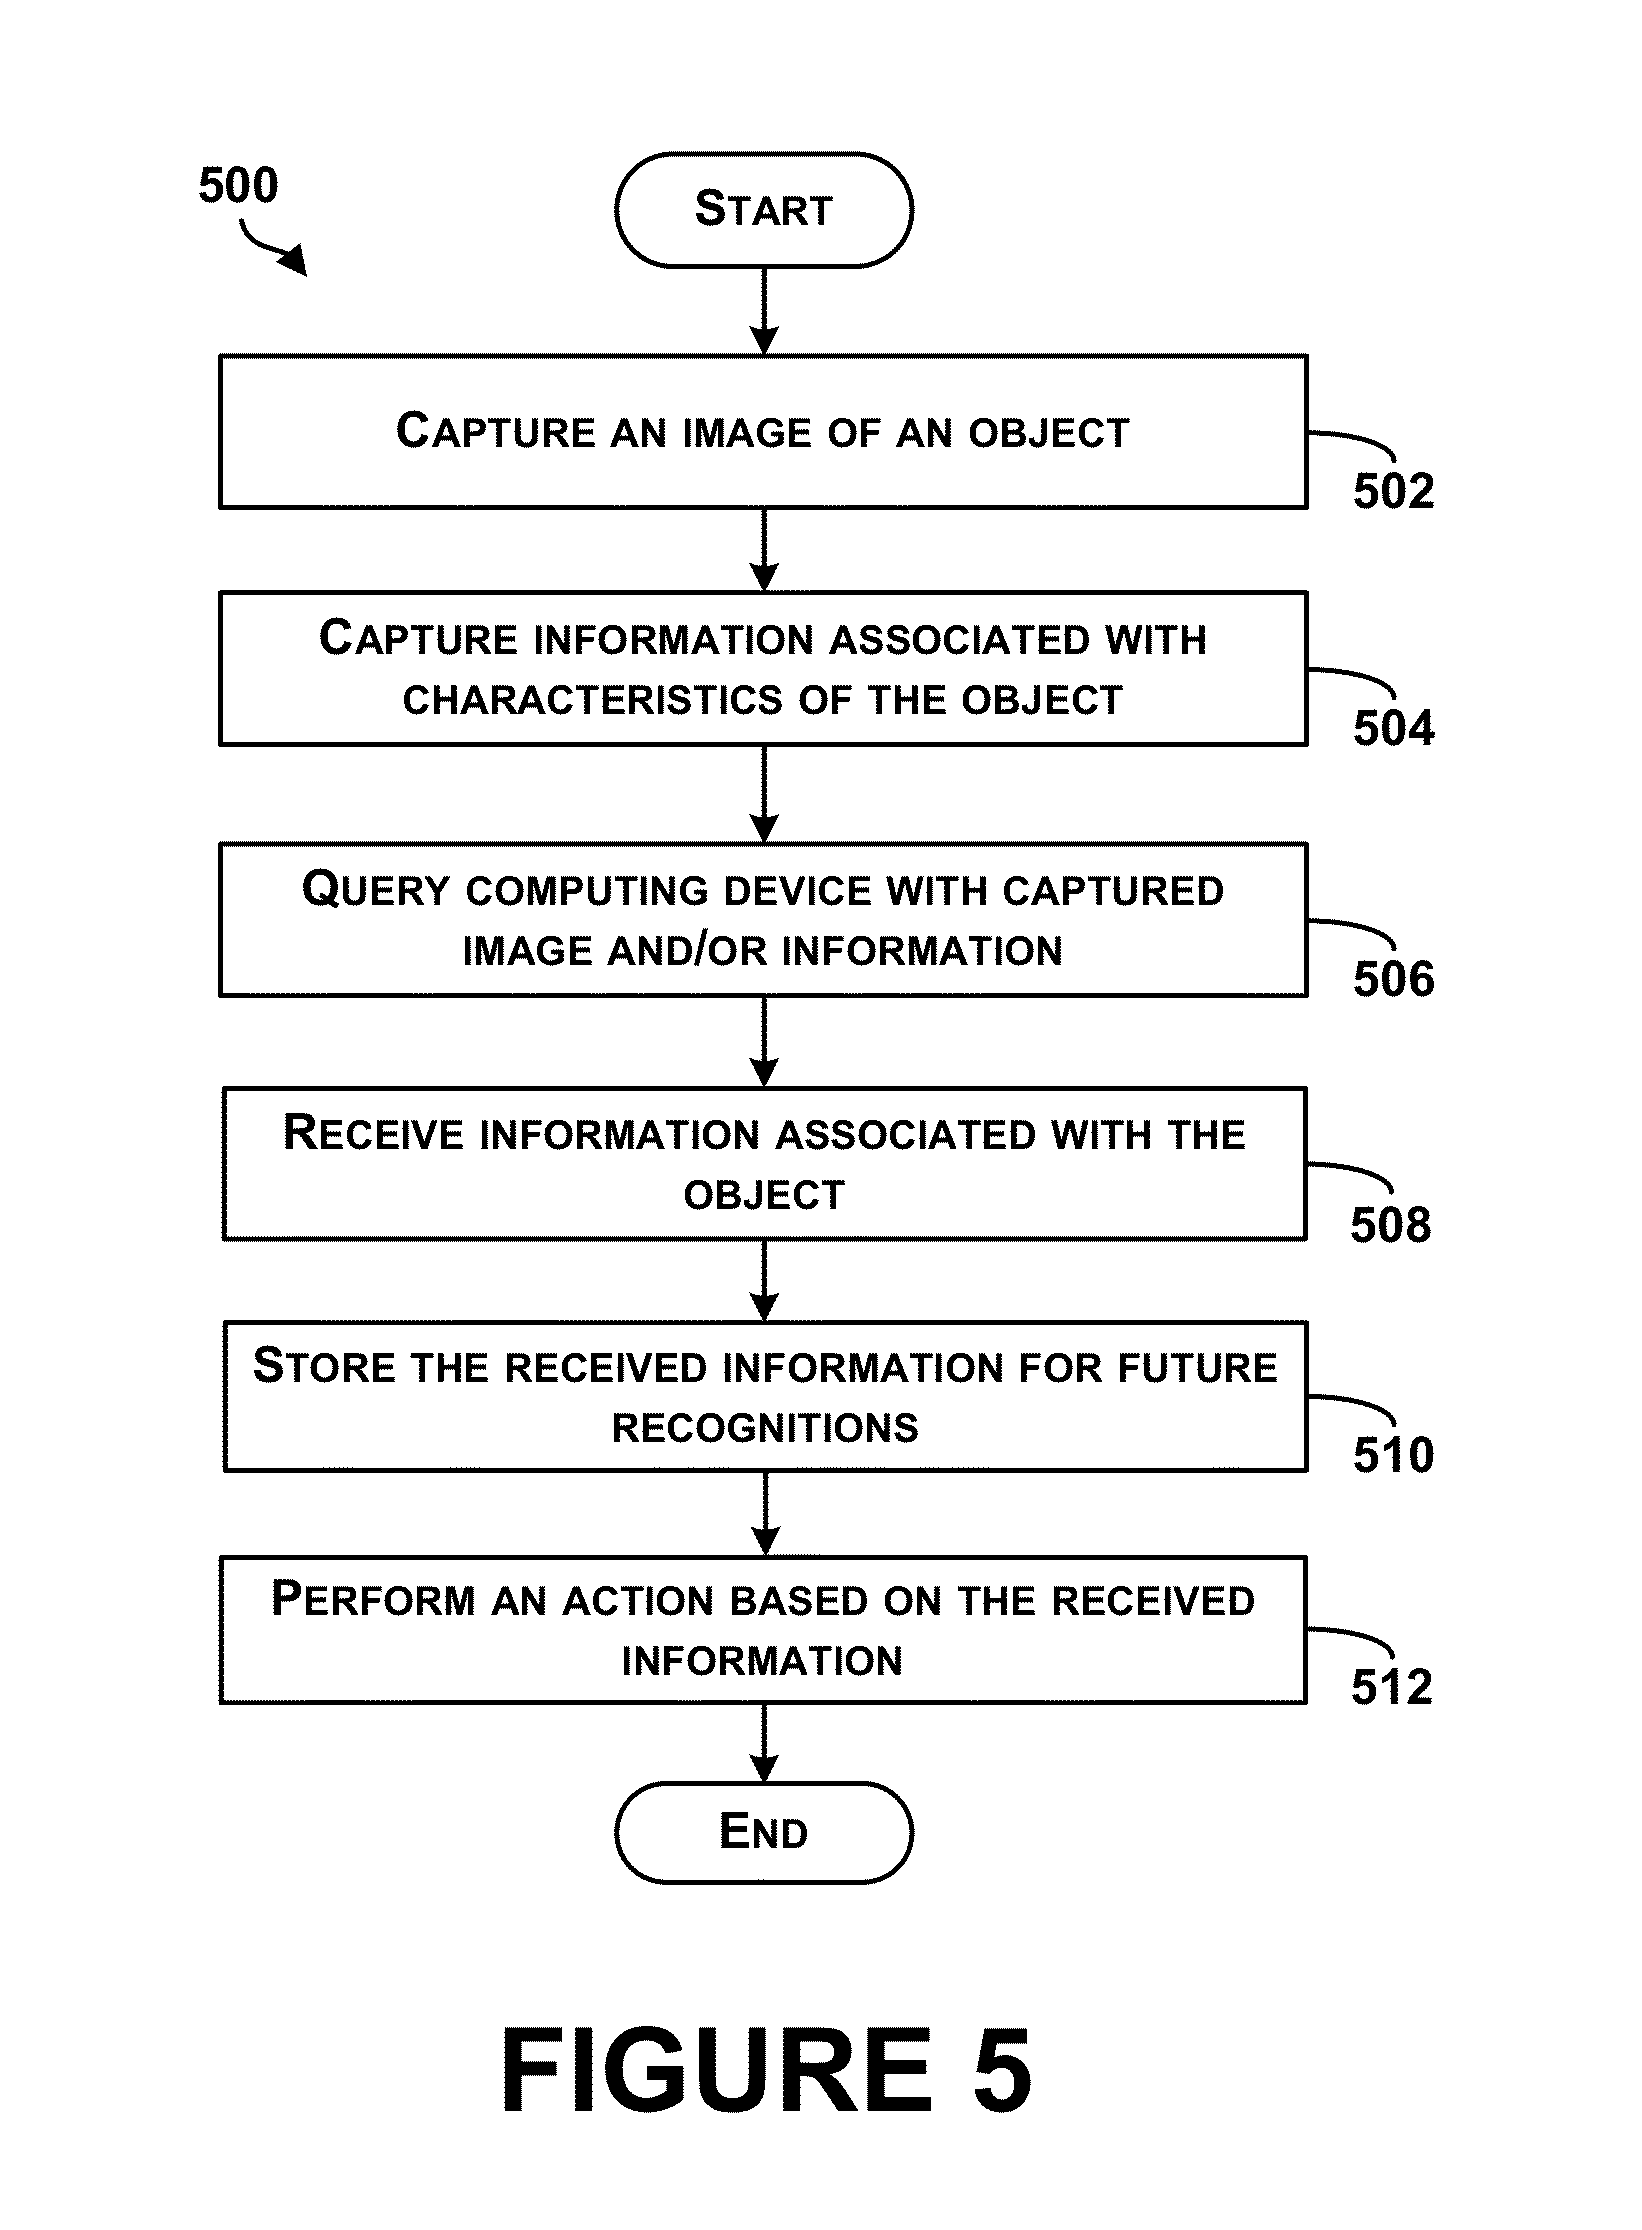 500
START
CAPTURE AN IMAGE OF AN OBJECT
502
CAPTURE INFORMATION ASSOCIATED WITH
CHARACTERISTICS OF THE OBJECT
504
QUERY COMPUTING DEVICE WITH CAPTURED
IMAGE AND/OR INFORMATION
506
RECEIVE INFORMATION ASSOCIATED WITH THE
OBJECT
508
STORE THE RECEIVED INFORMATION FOR FUTURE
RECOGNITIONS
510
PERFORM AN ACTION BASED ON THE RECEIVED
INFORMATION
512
END
FIGURE 5